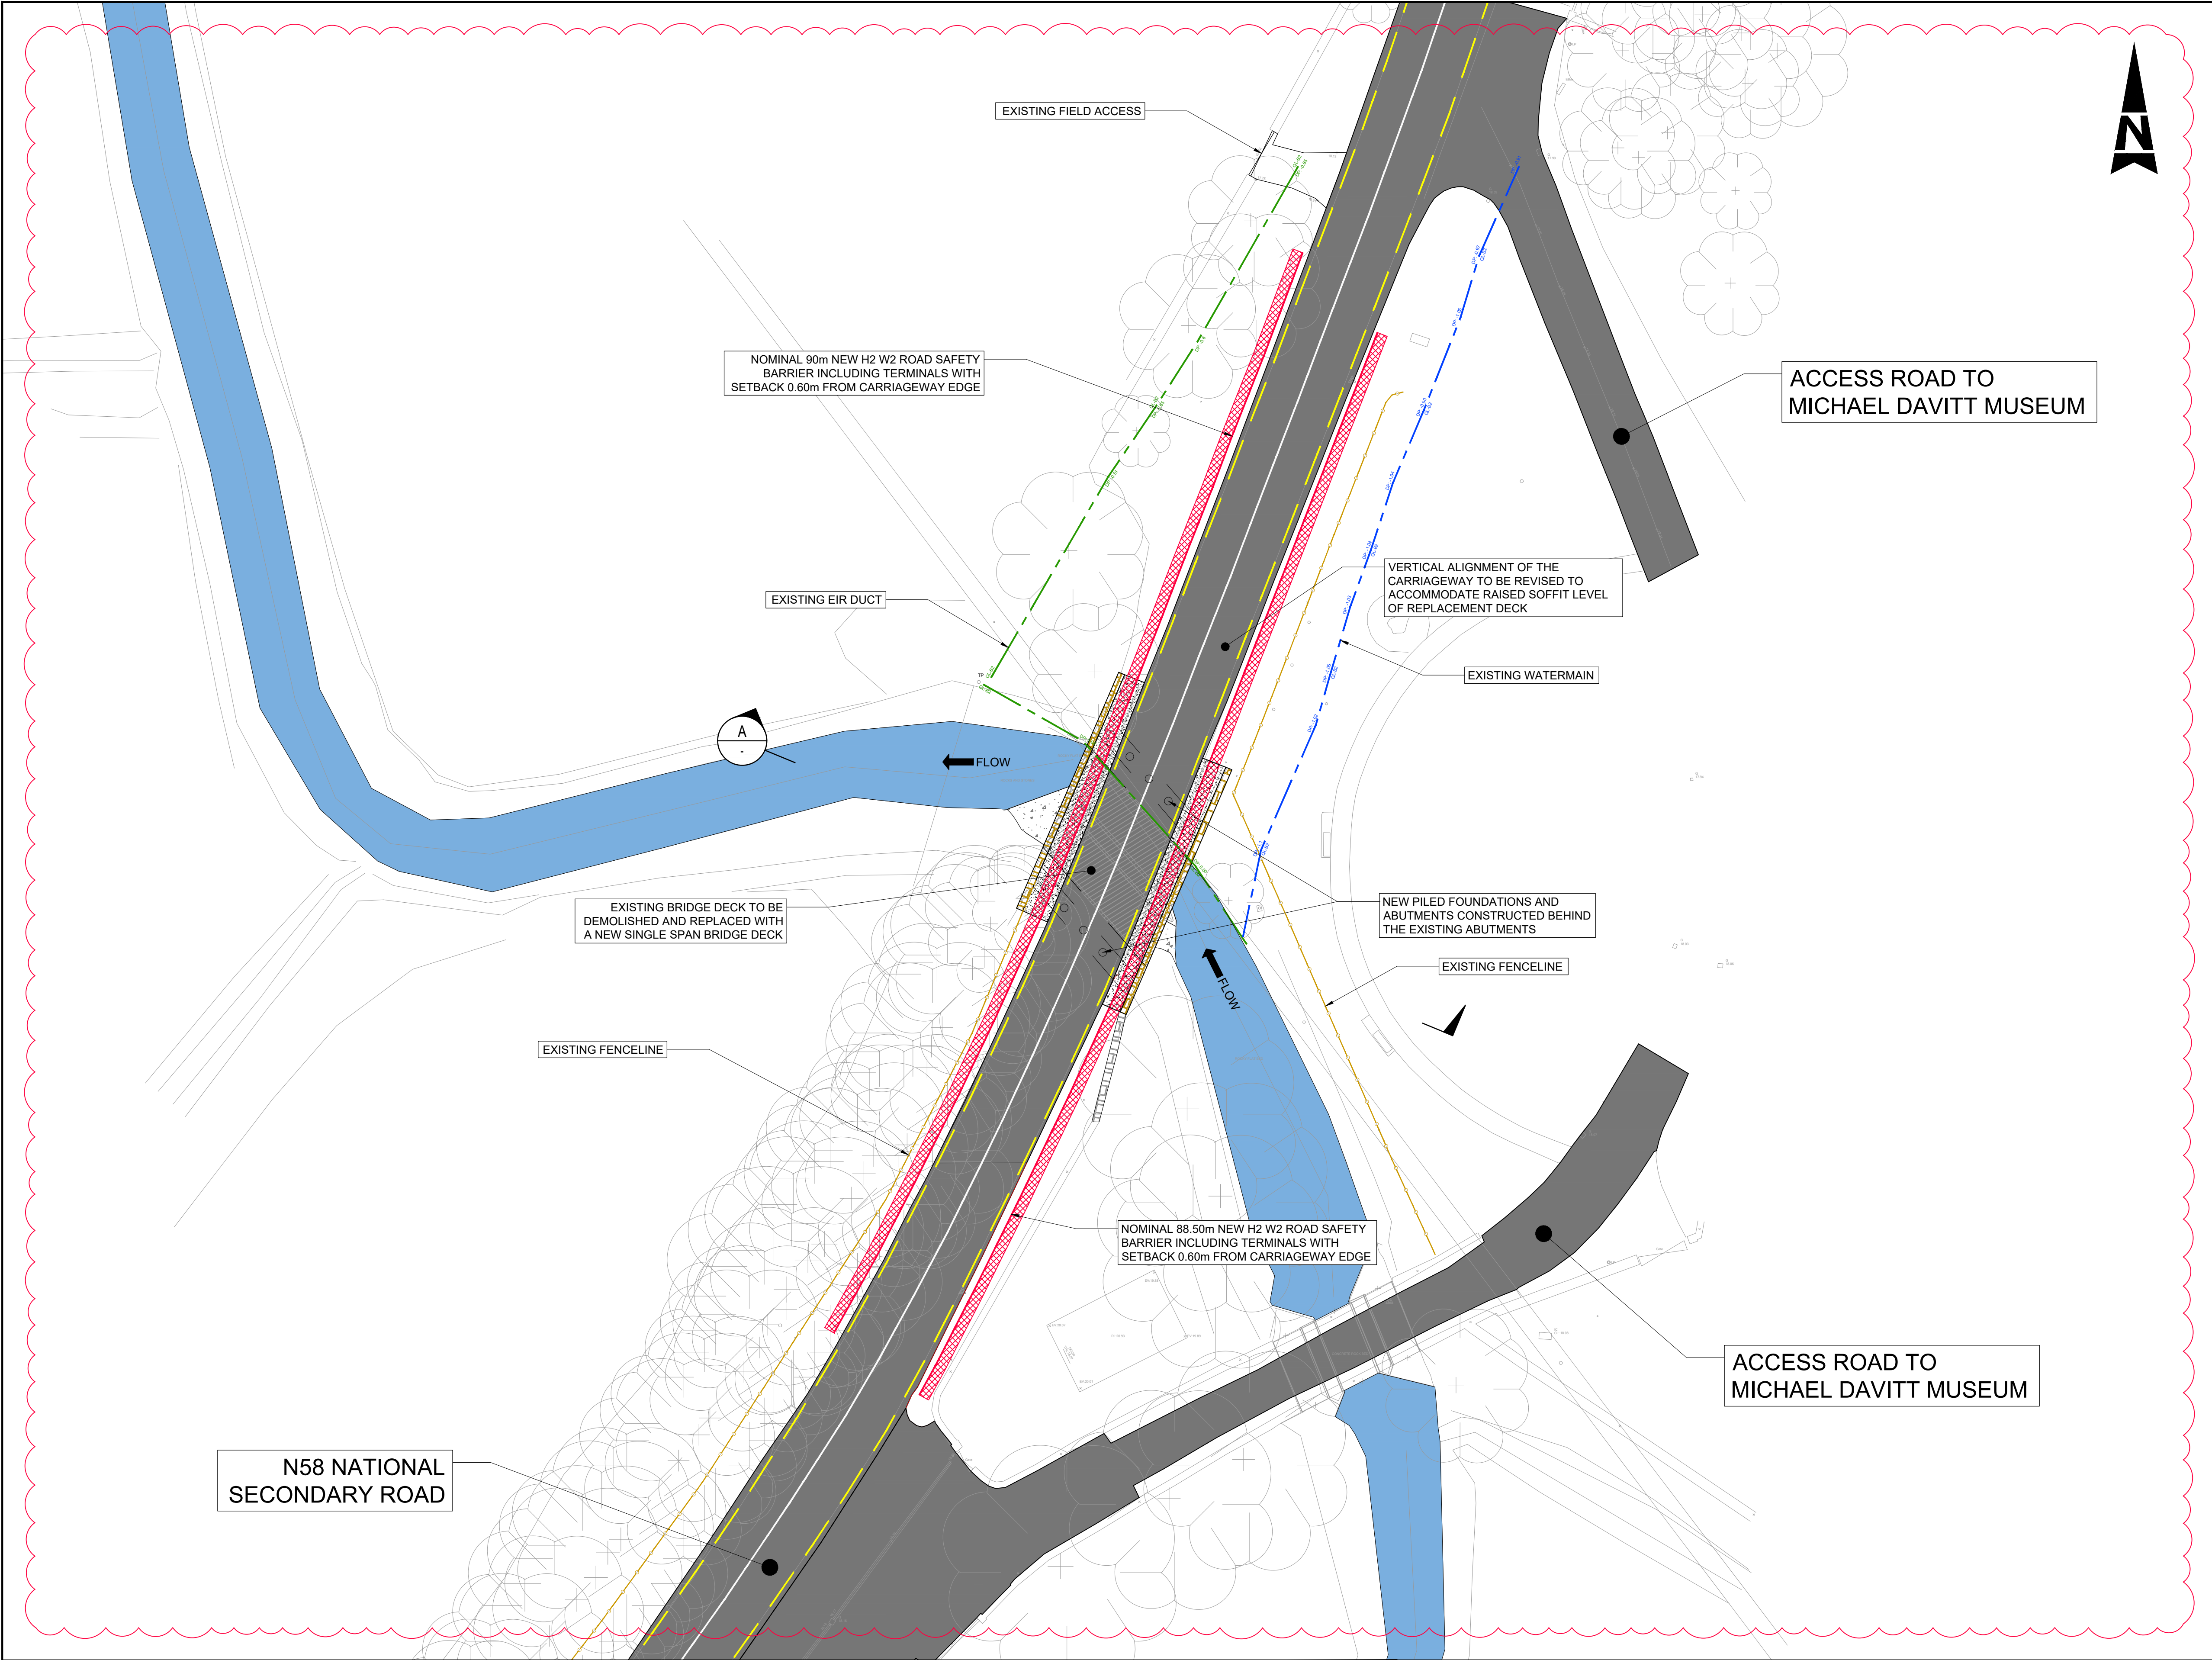 N
EXISTING FIELD ACCESS
NOMINAL 90m NEW H2 W2 ROAD SAFETY
BARRIER INCLUDING TERMINALS WITH
SETBACK 0.60m FROM CARRIAGEWAY EDGE
ACCESS ROAD TO
MICHAEL DAVITT MUSEUM
VERTICAL ALIGNMENT OF THE
CARRIAGEWAY TO BE REVISED TO
ACCOMMODATE RAISED SOFFIT LEVEL
OF REPLACEMENT DECK
EXISTING EIR DUCT
EXISTING WATERMAIN
TP
A
-
FLOW
EXISTING BRIDGE DECK TO BE
DEMOLISHED AND REPLACED WITH
A NEW SINGLE SPAN BRIDGE DECK
NEW PILED FOUNDATIONS AND
ABUTMENTS CONSTRUCTED BEHIND
THE EXISTING ABUTMENTS
EXISTING FENCELINE
FLOW
EXISTING FENCELINE
NOMINAL 88.50m NEW H2 W2 ROAD SAFETY
BARRIER INCLUDING TERMINALS WITH
SETBACK 0.60m FROM CARRIAGEWAY EDGE
ACCESS ROAD TO
MICHAEL DAVITT MUSEUM
N58 NATIONAL
SECONDARY ROAD